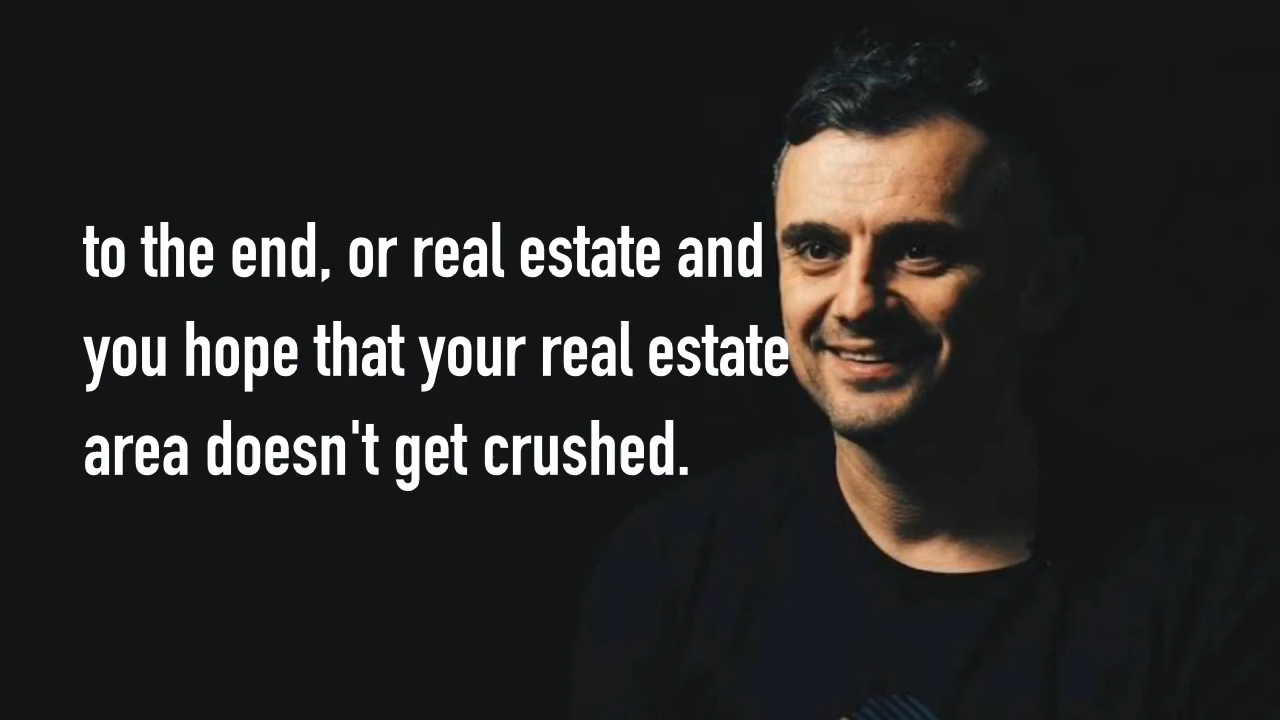 to the end, or real estate and
you hope that your real estate
area doesn't get crushed.